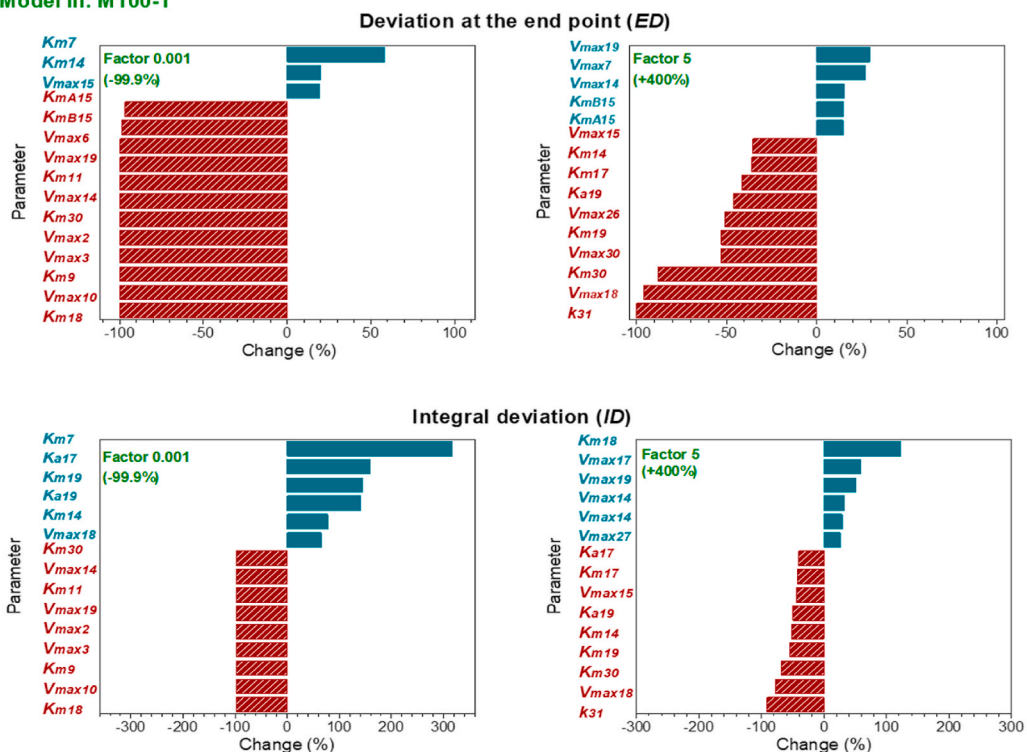 Model III: M100-1
Deviation at the end point (ED)
Factor 0.001
(-99.9%)
Km7
Km14
Vmax15
KmA15
KmB15
Vmax6
Vmax19
Km11
Vmax14
Km30
Vmax2
Vmax3
Km9
Vmax10
Km18
Parameter
-100 -50 0 50 100
Change (%)
Factor 5
(+400%)
Vmax19
Vmax7
Vmax14
KmB15
KmA15
Vmax15
Km14
Km17
Ka19
Vmax26
Km19
Vmax30
Km30
Vmax18
k31
Parameter
-100 -50 0 50 100
Change (%)
Integral deviation (ID)
Factor 0.001
(-99.9%)
Km7
Ka17
Km19
Ka19
Km14
Vmax18
Km30
Vmax14
Km11
Vmax19
Vmax2
Vmax3
Km9
Vmax10
Km18
Parameter
-300 -200 -100 0 100 200 300
Change (%)
Factor 5
(+400%)
Km18
Vmax17
Vmax19
Vmax14
Vmax14
Vmax27
Ka17
Km17
Vmax15
Ka19
Km14
Km19
Km30
Vmax18
k31
Parameter
-300 -200 -100 0 100 200 300
Change (%)